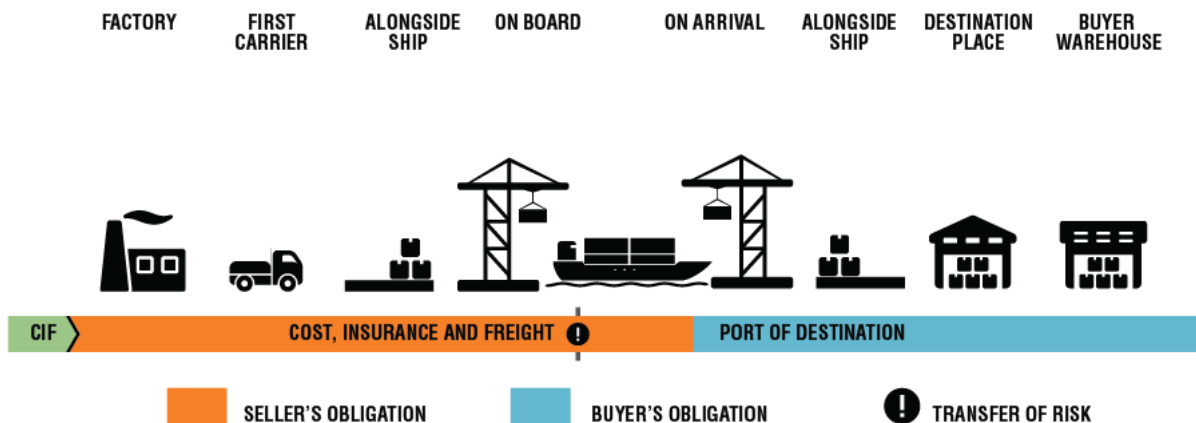 FACTORY
FIRST
CARRIER
ALONGSIDE
SHIP
ON BOARD
ON ARRIVAL
ALONGSIDE
SHIP
DESTINATION
PLACE
BUYER
WAREHOUSE
CIF
COST, INSURANCE AND FREIGHT
PORT OF DESTINATION
SELLER'S OBLIGATION
BUYER'S OBLIGATION
TRANSFER OF RISK